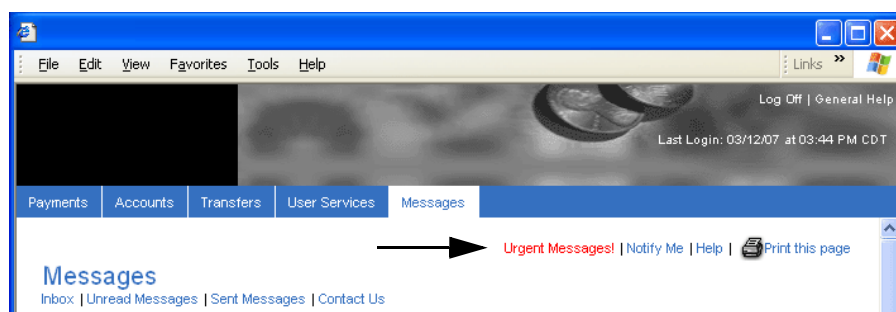 File Edit View Favorites Tools Help Links »
Log Off | General Help
Last Login: 03/12/07 at 03:44 PM CDT
Payments Accounts Transfers User Services Messages
Urgent Messages! | Notify Me | Help | Print this page
Messages
Inbox | Unread Messages | Sent Messages | Contact Us